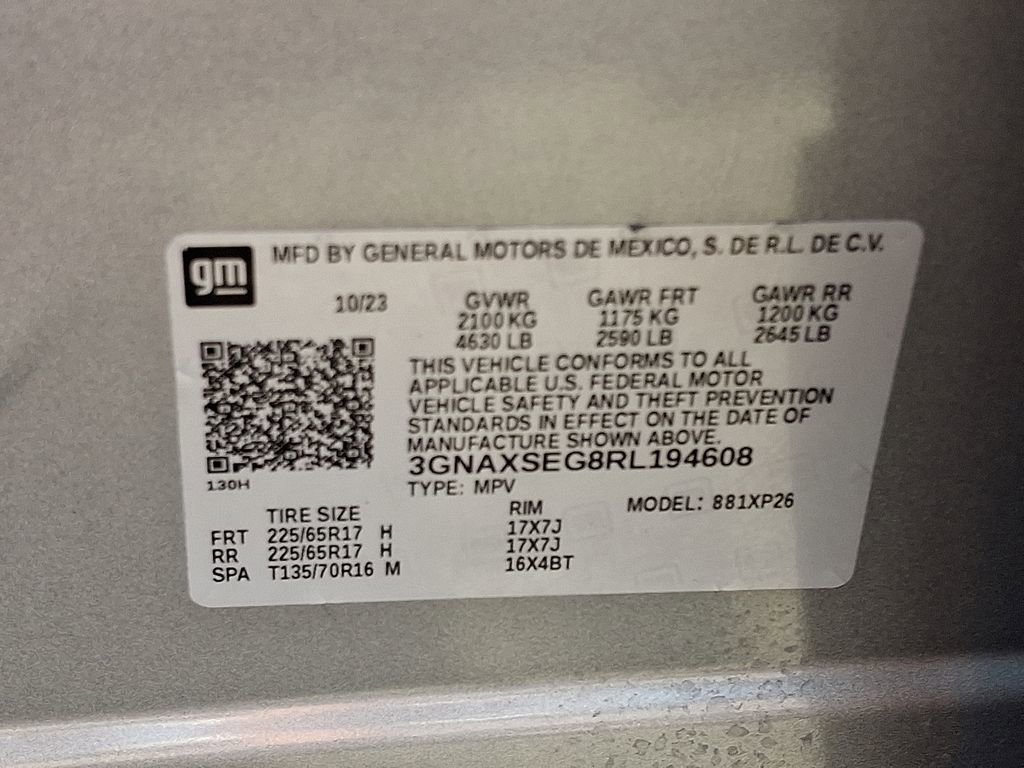 gm
MFD BY GENERAL MOTORS DE MEXICO, S. DE R.L. DE C.V.
10/23 GVWR GAWR FRT GAWR RR
2100 KG 1175 KG 1200 KG
4630 LB 2590 LB 2645 LB
THIS VEHICLE CONFORMS TO ALL
APPLICABLE U.S. FEDERAL MOTOR
VEHICLE SAFETY AND THEFT PREVENTION
STANDARDS IN EFFECT ON THE DATE OF
MANUFACTURE SHOWN ABOVE.
3GNAXSEG8RL194608
130H
TYPE: MPV
MODEL: 881XP26
TIRE SIZE RIM
FRT 225/65R17 H 17X7J
RR 225/65R17 H 17X7J
SPA T135/70R16 M 16X4BT